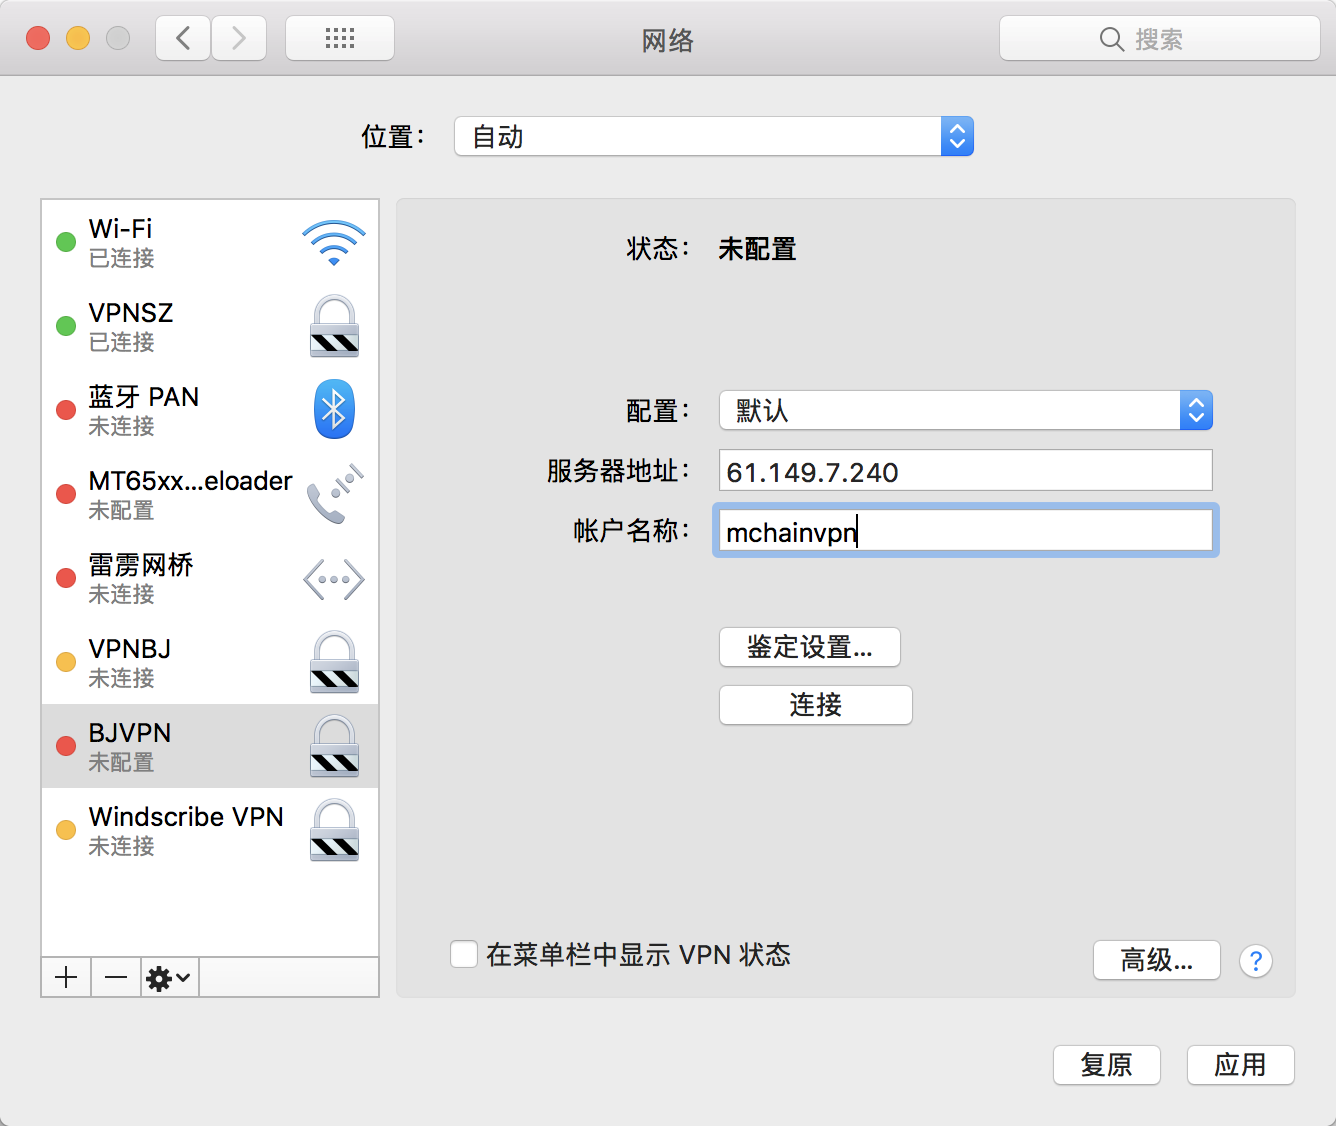 网络
搜索
位置：
自动
Wi-Fi
已连接
VPNSZ
已连接
蓝牙 PAN
未连接
MT65xx...eloader
未配置
雷雳网桥
未连接
VPNBJ
未连接
BJVPN
未配置
Windscribe VPN
未连接
状态：
未配置
配置：
默认
服务器地址：
61.149.7.240
帐户名称：
mchainvpn
鉴定设置...
连接
在菜单栏中显示 VPN 状态
高级...
?
复原
应用